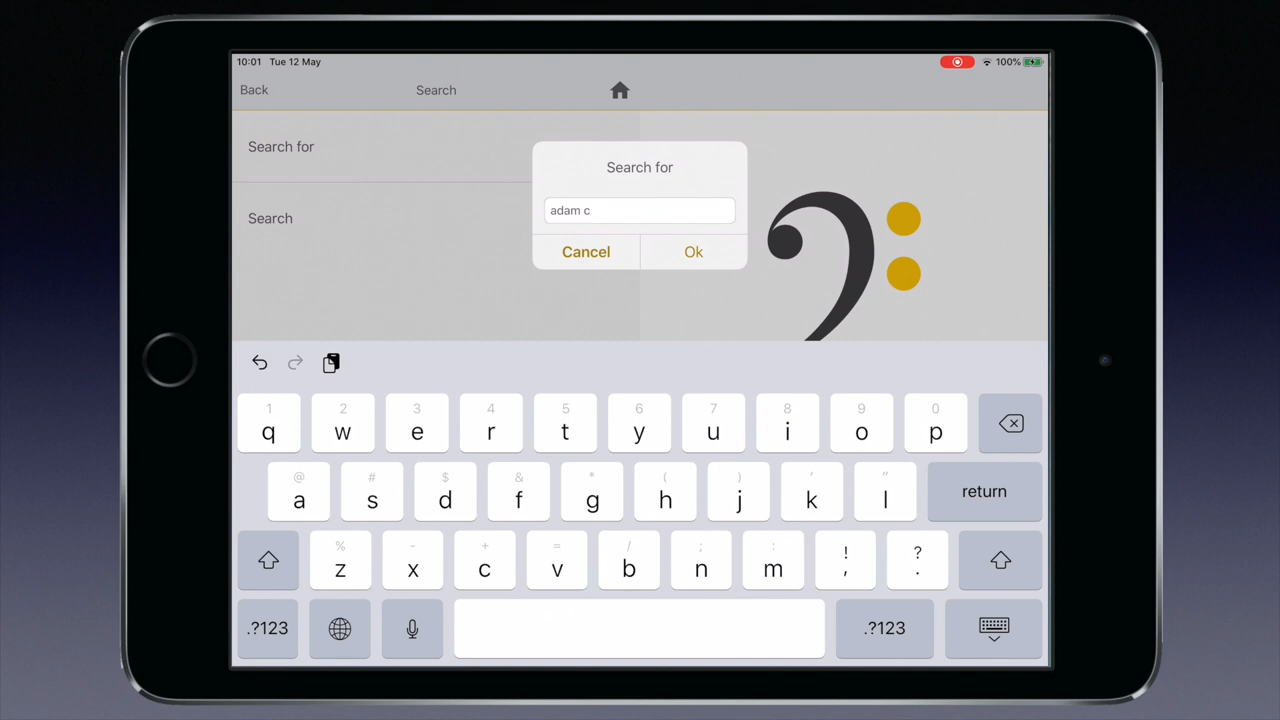 10:01 Tue 12 May 100%
Back Search
Search for
Search
Search for
adam c
Cancel Ok
1 2 3 4 5 6 7 8 9 0
q w e r t y u i o p
@ # $ & * ( ) ' "
a s d f g h j k l return
% - + = / ; : ! ?
z x c v b n m , .
.?123 .?123